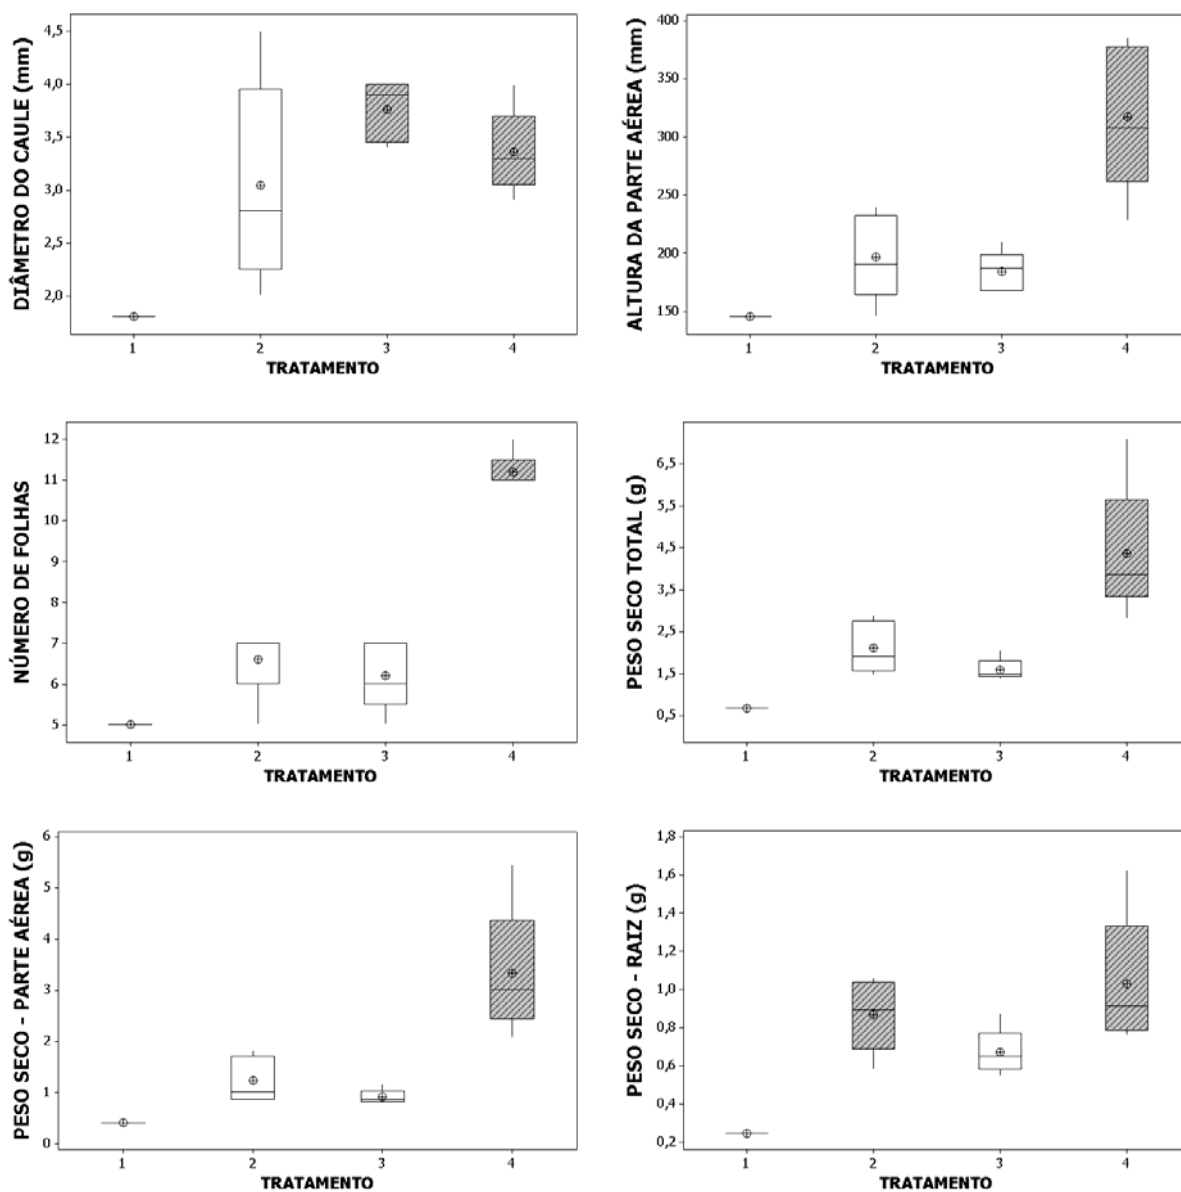 DIÂMETRO DO CAULE (mm)
4,5
4,0
3,5
3,0
2,5
2,0
1 2 3 4
TRATAMENTO
ALTURA DA PARTE AÉREA (mm)
400
350
300
250
200
150
1 2 3 4
TRATAMENTO
NÚMERO DE FOLHAS
12
11
10
9
8
7
6
5
1 2 3 4
TRATAMENTO
PESO SECO TOTAL (g)
6,5
5,5
4,5
3,5
2,5
1,5
0,5
1 2 3 4
TRATAMENTO
PESO SECO - PARTE AÉREA (g)
6
5
4
3
2
1
0
1 2 3 4
TRATAMENTO
PESO SECO - RAIZ (g)
1,8
1,6
1,4
1,2
1,0
0,8
0,6
0,4
0,2
1 2 3 4
TRATAMENTO